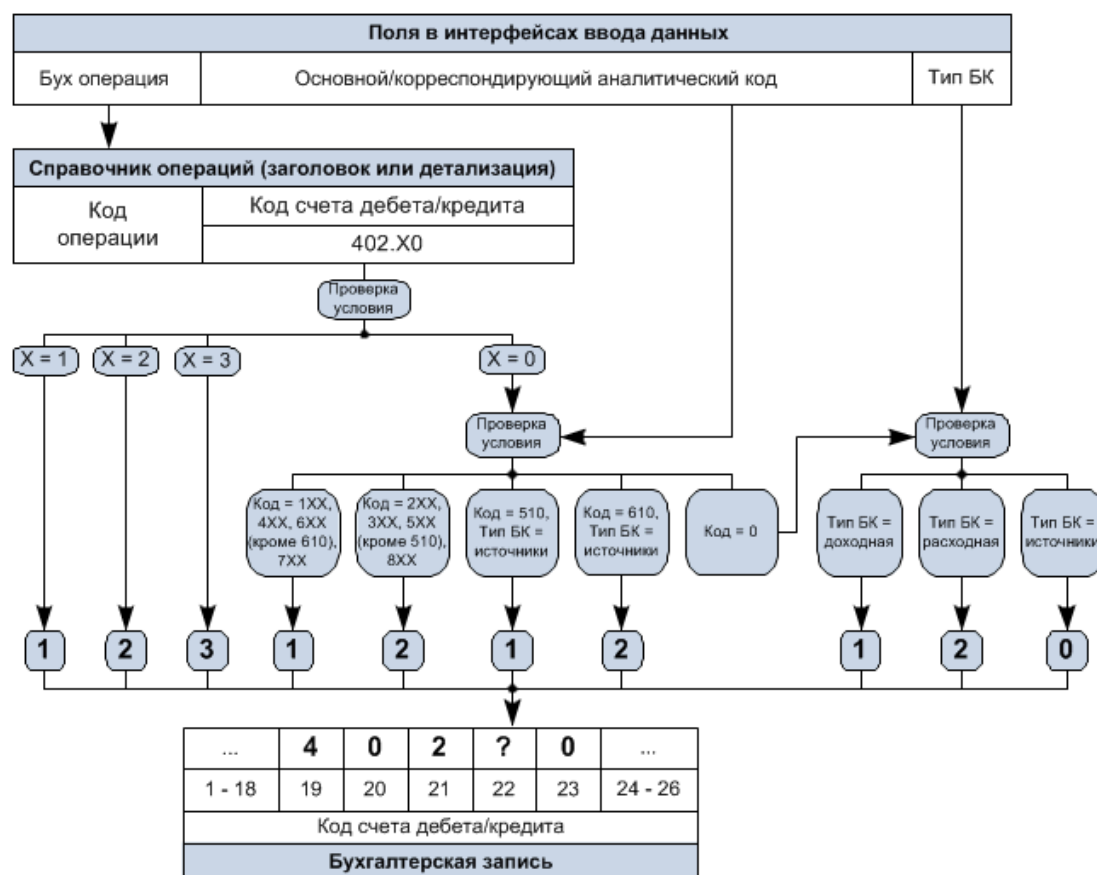 Поля в интерфейсах ввода данных
Бух операция
Основной/корреспондирующий аналитический код
Тип БК
Справочник операций (заголовок или детализация)
Код
операции
Код счета дебета/кредита
402.X0
Проверка
условия
X = 1
X = 2
X = 3
X = 0
Проверка
условия
Проверка
условия
Код = 1XX,
4XX, 6XX
(кроме 610),
7XX
Код = 2XX,
3XX, 5XX
(кроме 510),
8XX
Код = 510,
Тип БК =
источники
Код = 610,
Тип БК =
источники
Код = 0
Тип БК =
доходная
Тип БК =
расходная
Тип БК =
источники
1
2
3
1
2
1
2
1
2
0
... 4 0 2 ? 0 ...
1 - 18 19 20 21 22 23 24 - 26
Код счета дебета/кредита
Бухгалтерская запись